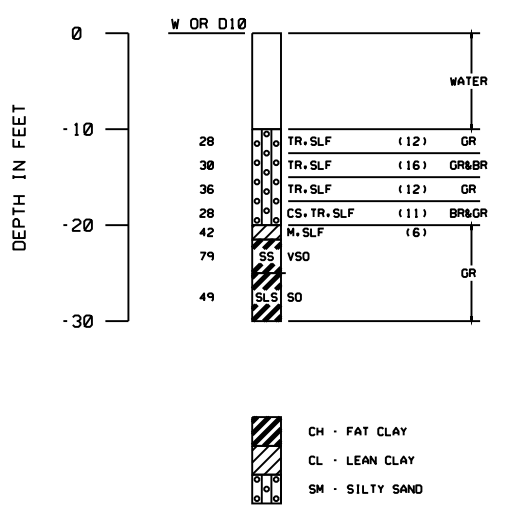 W OR D10
0
WATER
-10
28 TR.SLF (12) GR
30 TR.SLF (16) GR&BR
36 TR.SLF (12) GR
28 CS.TR.SLF (11) BR&GR
-20
42 M.SLF (6)
79 SS VSO
GR
49 SLS SO
-30
DEPTH IN FEET
CH - FAT CLAY
CL - LEAN CLAY
SM - SILTY SAND